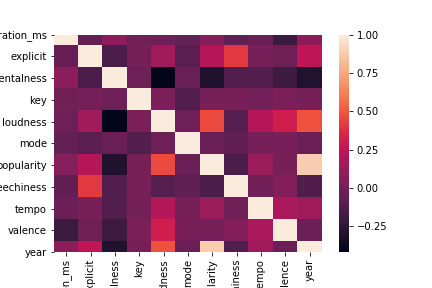 ration_ms
explicit
entalness
key
loudness
mode
popularity
eechiness
tempo
valence
year
n_ms
xplicit
lness
key
dness
mode
larity
iness
empo
lence
year
1.00
0.75
0.50
0.25
0.00
−0.25